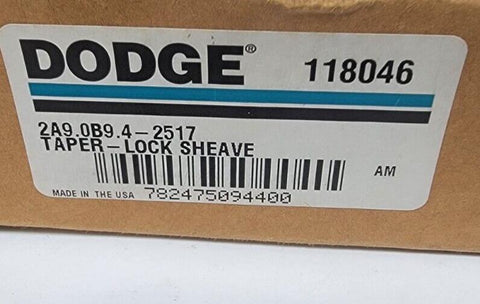 DODGE® 118046
2A9.0B9.4-2517
TAPER-LOCK SHEAVE
AM
MADE IN THE USA 782475094400